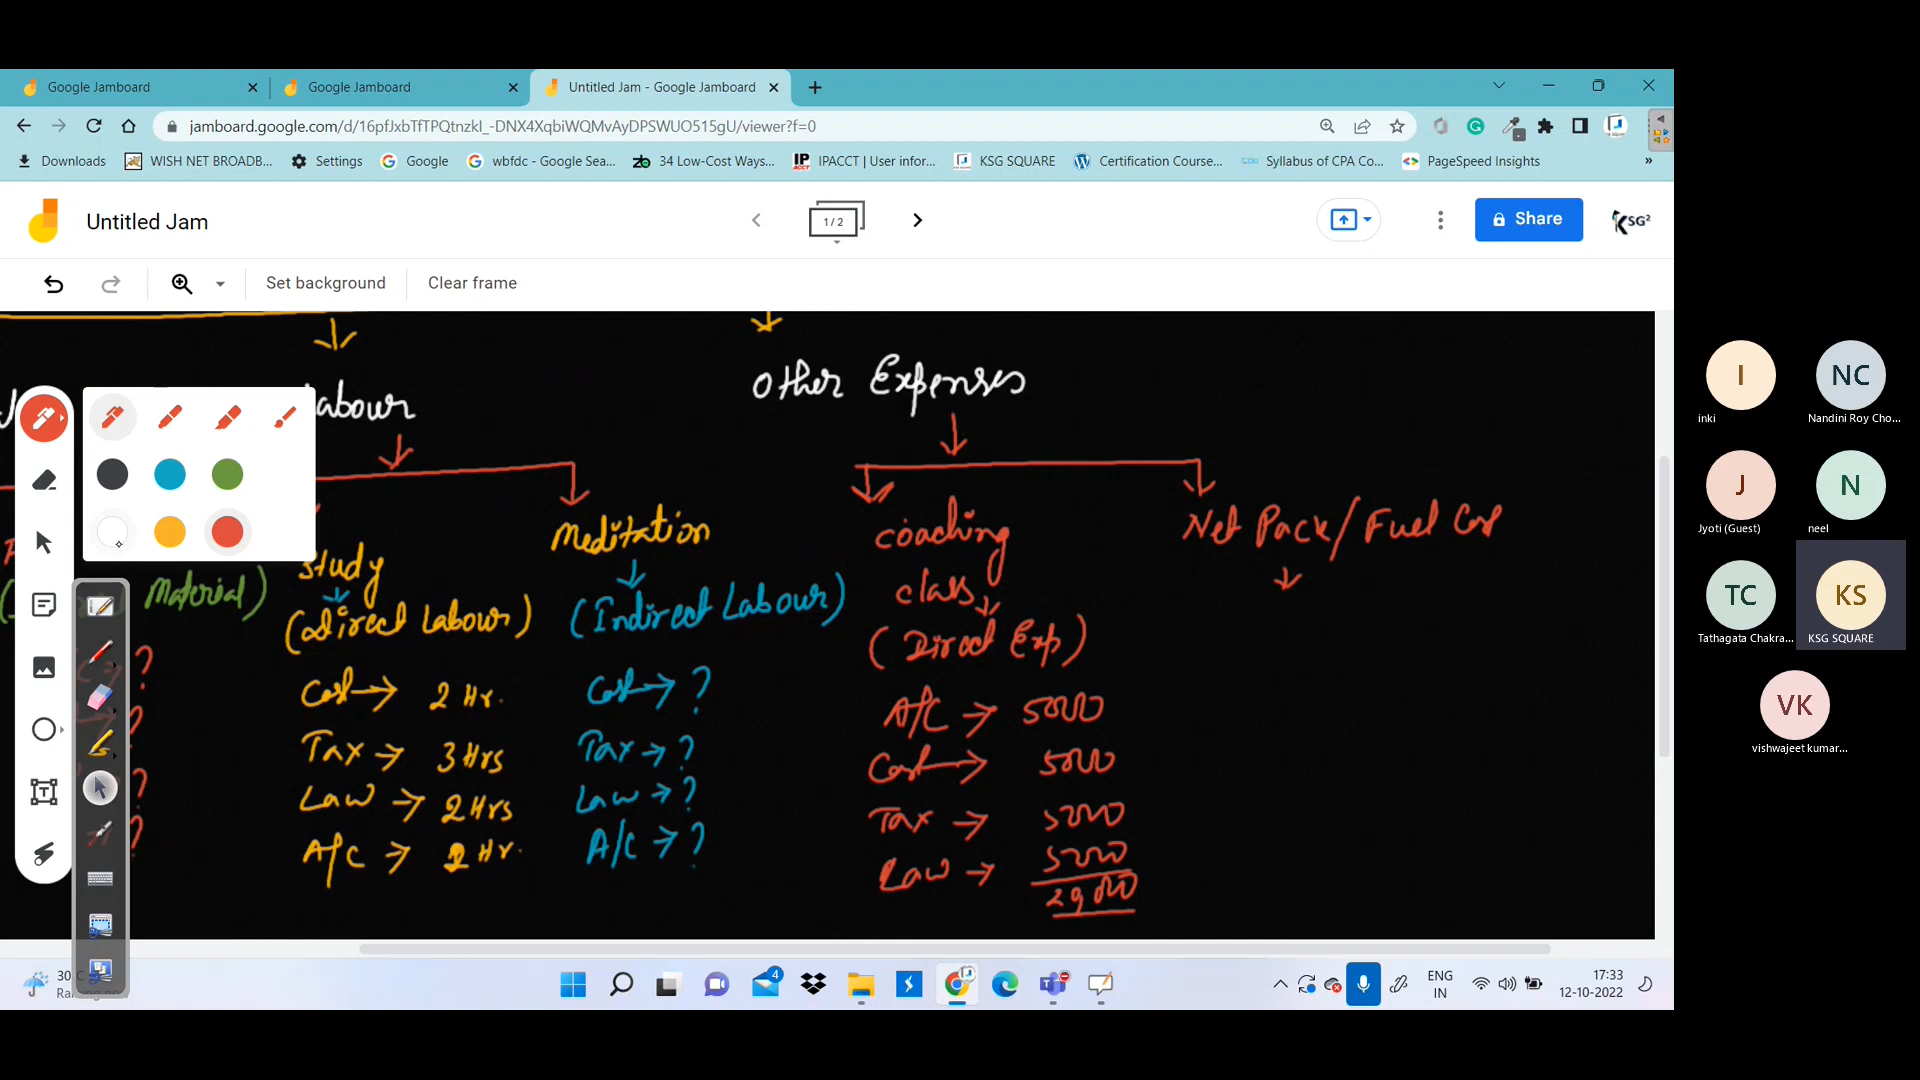 Google Jamboard
Google Jamboard
Untitled Jam - Google Jamboard
jamboard.google.com/d/16pfJxbTfTPQtnzkI_-DNX4XqbiWQMvAyDPSWUO515gU/viewer?f=0
Downloads
WISH NET BROADB...
Settings
Google
wbfdc - Google Sea...
34 Low-Cost Ways...
IPACCT | User infor...
KSG SQUARE
Certification Course...
Syllabus of CPA Co...
PageSpeed Insights
»
Untitled Jam
1 / 2
Share
KSG²
Set background
Clear frame
abour
Other Expenses
Study
Meditation
coaching
class
Net Pack/Fuel Cost
Material)
(Direct Labour)
(Indirect Labour)
(Direct Exp)
Cost → 2 Hr.
Tax → 3 Hrs
Law → 2 Hrs
A/C → 2 Hr.
Cost → ?
Tax → ?
Law → ?
A/C → ?
A/C → 5000
Cost → 5000
Tax → 5000
Law → 5000
20000
?
?
?
?
I
inki
NC
Nandini Roy Cho...
J
Jyoti (Guest)
N
neel
TC
Tathagata Chakra...
KS
KSG SQUARE
VK
vishwajeet kumar...
30
4
ENG
IN
17:33
12-10-2022